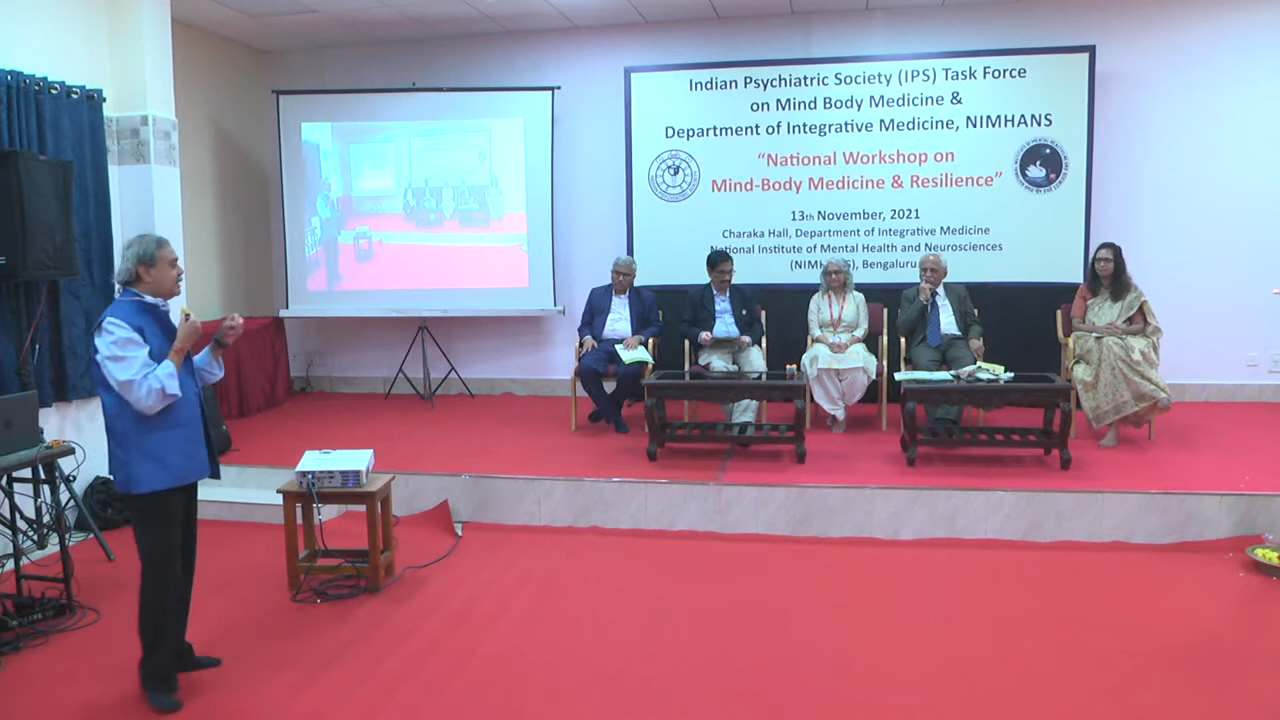 Indian Psychiatric Society (IPS) Task Force
on Mind Body Medicine &
Department of Integrative Medicine, NIMHANS
“National Workshop on
Mind-Body Medicine & Resilience”
13th November, 2021
Charaka Hall, Department of Integrative Medicine
National Institute of Mental Health and Neurosciences
Bengaluru